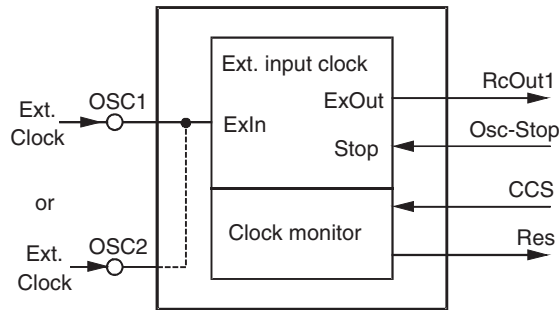 Ext. input clock
RcOut1
ExOut
Ext.
Clock
OSC1
ExIn
Osc-Stop
Stop
or
CCS
Clock monitor
Res
Ext.
Clock
OSC2